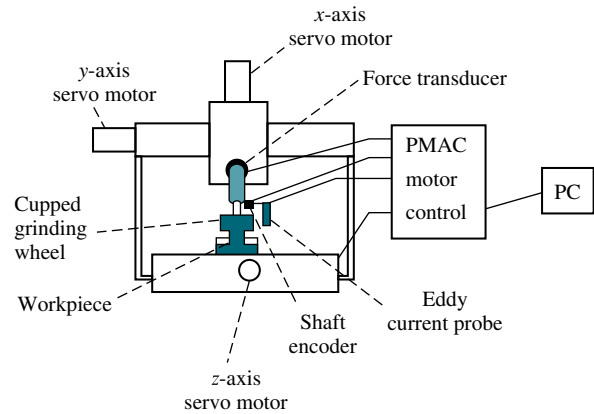 x-axis
servo motor
y-axis
servo motor
Force transducer
PMAC
motor
control
PC
Cupped
grinding
wheel
Workpiece
Eddy
current probe
Shaft
encoder
z-axis
servo motor